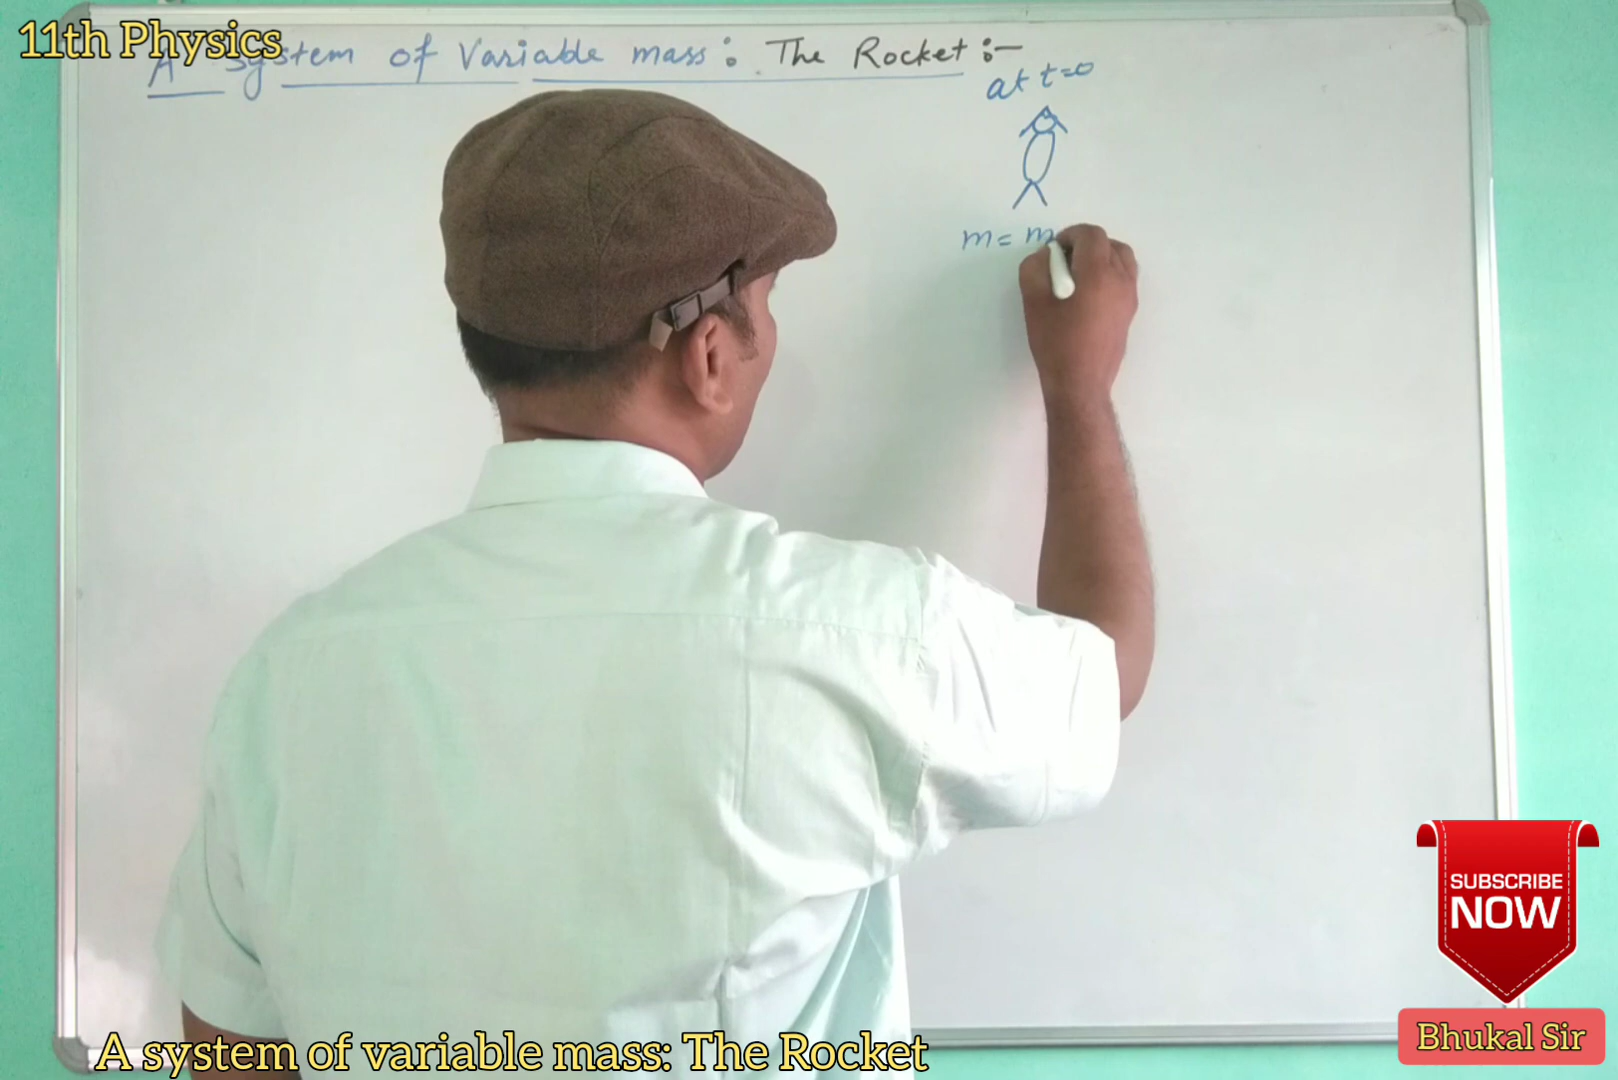 11th Physics
A System of Variable mass: The Rocket :-
at t=0
m= m
SUBSCRIBE
NOW
Bhukal Sir
A system of variable mass: The Rocket